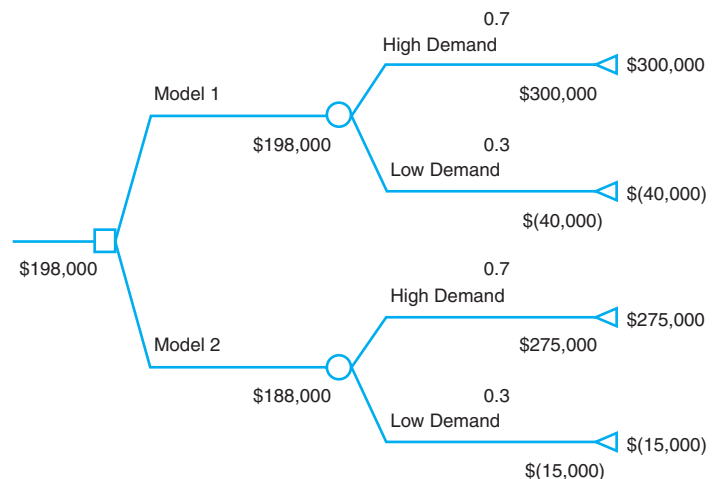 0.7
High Demand
$300,000
$300,000
Model 1
$198,000
0.3
Low Demand
$(40,000)
$(40,000)
$198,000
0.7
High Demand
$275,000
$275,000
Model 2
$188,000
0.3
Low Demand
$(15,000)
$(15,000)